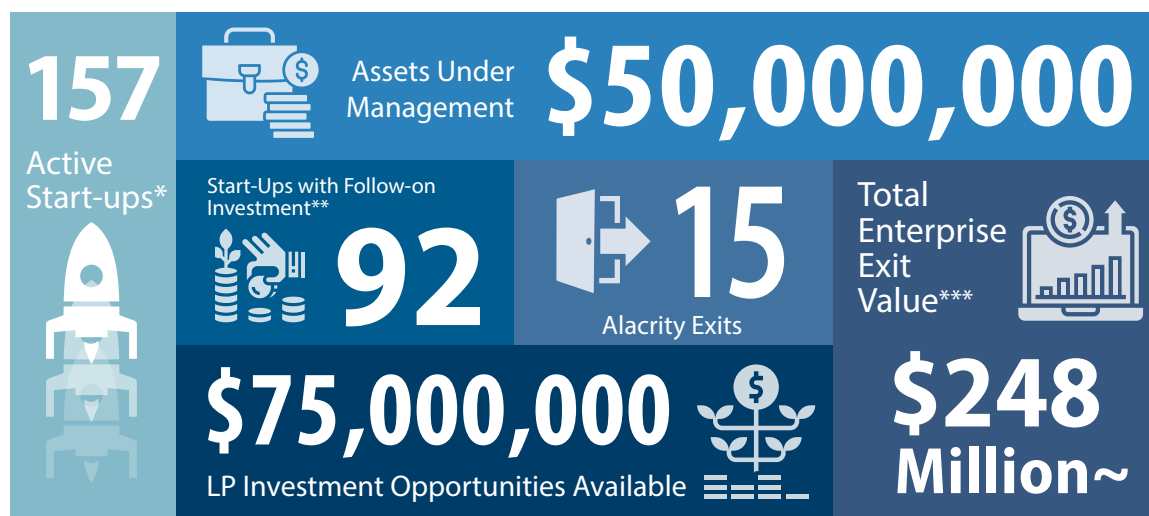 157
Active
Start-ups*
$
Assets Under
Management
$50,000,000
Start-Ups with Follow-on
Investment**
92
15
Alacrity Exits
Total
Enterprise
Exit
Value***
$
$248
Million~
$75,000,000
LP Investment Opportunities Available
$